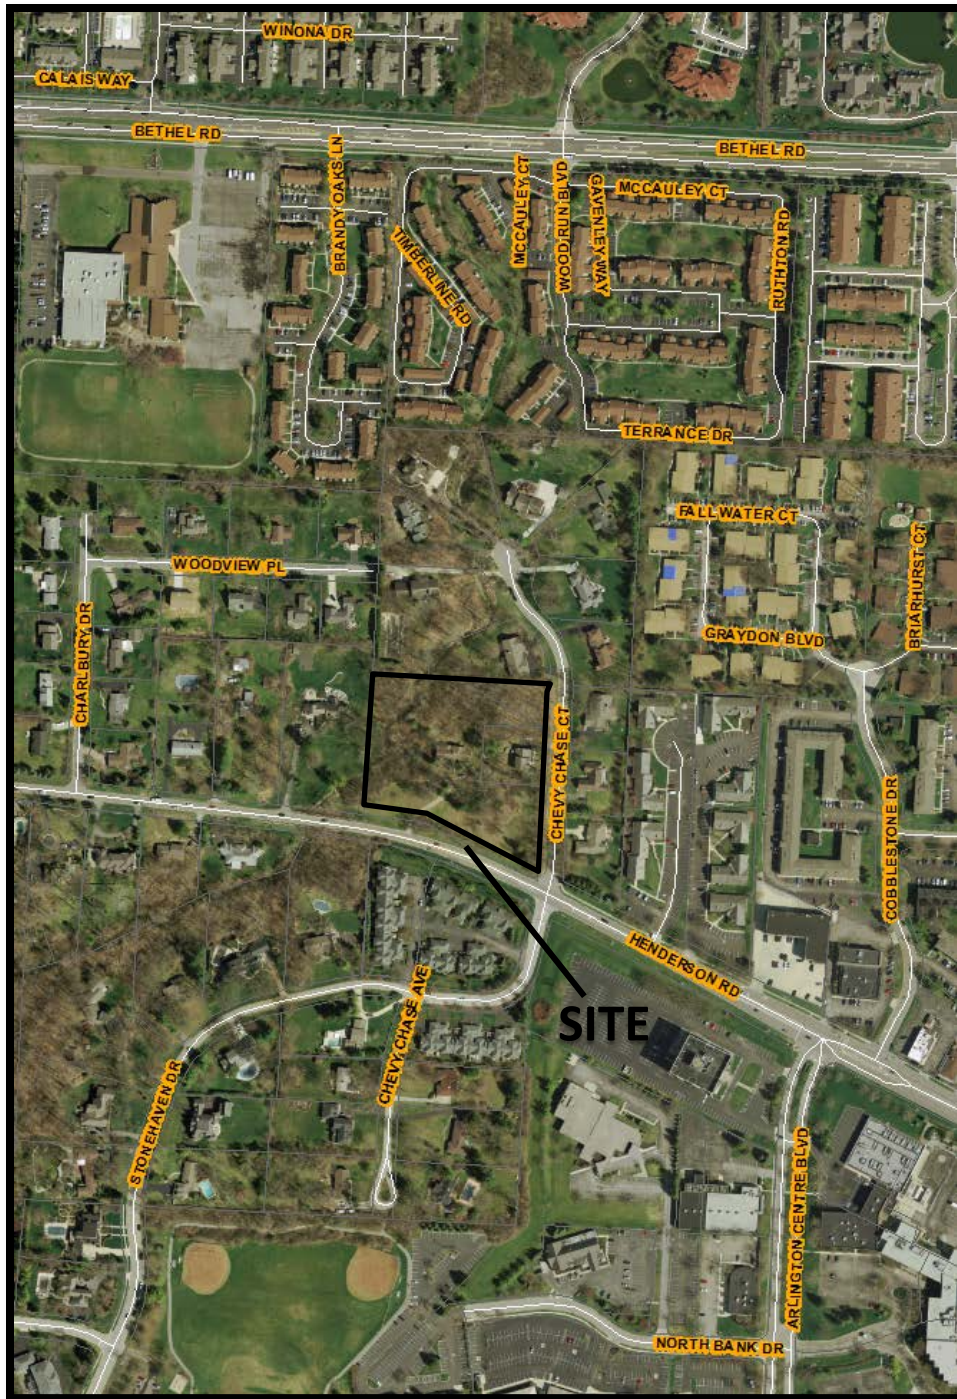 WINONA DR
CALAIS WAY
BETHEL RD
BETHEL RD
BRANDY OAKS LN
TIMBERLINE RD
MCCAULEY CT
WOOD RUN BLVD
GAVENLEY WAY
MCCAULEY CT
RUTHTON RD
TERRANCE DR
FALLWATER CT
BRIARHURST CT
WOODVIEW PL
CHARLBURY DR
GRAYDON BLVD
CHEVY CHASE CT
COBBLESTONE DR
HENDERSON RD
SITE
CHEVY CHASE AVE
STONEHAVEN DR
ARLINGTON CENTRE BLVD
NORTH BANK DR